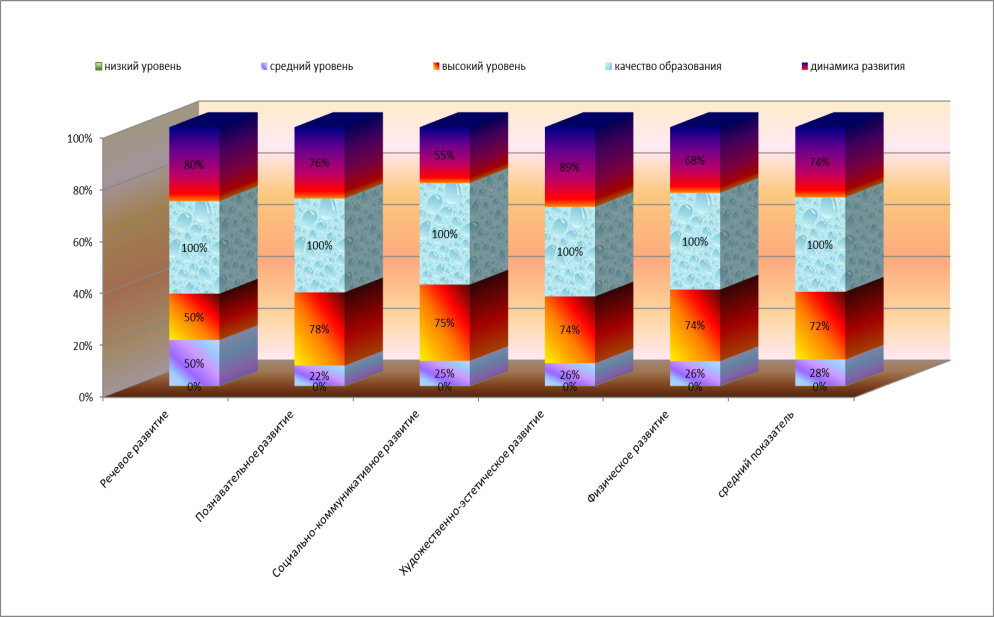 низкий уровень средний уровень высокий уровень качество образования динамика развития
100%
80%
60%
40%
20%
0%
80% 76% 55% 89% 68% 74%
100% 100% 100% 100% 100% 100%
50% 78% 75% 74% 74% 72%
50% 22% 25% 26% 26% 28%
0% 0% 0% 0% 0% 0%
Речевое развитие
Познавательное развитие
Социально-коммуникативное развитие
Художественно-эстетическое развитие
Физическое развитие
средний показатель